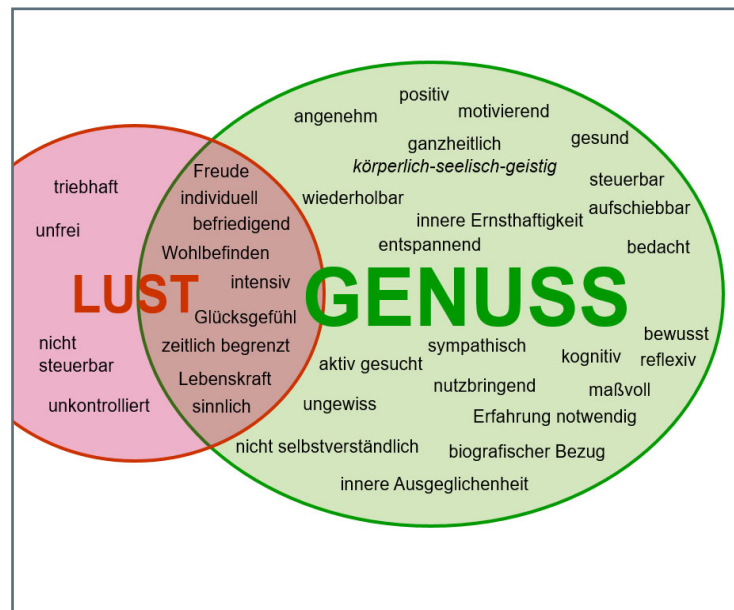 positiv
angenehm
motivierend
gesund
ganzheitlich
körperlich-seelisch-geistig
Freude
triebhaft
individuell
wiederholbar
steuerbar
aufschiebbar
befriedigend
innere Ernsthaftigkeit
unfrei
entspannend
bedacht
Wohlbefinden
intensiv
LUST
GENUSS
Glücksgefühl
nicht
steuerbar
zeitlich begrenzt
sympathisch
bewusst
kognitiv
reflexiv
aktiv gesucht
Lebenskraft
nutzbringend
maßvoll
unkontrolliert
sinnlich
ungewiss
Erfahrung notwendig
nicht selbstverständlich
biografischer Bezug
innere Ausgeglichenheit